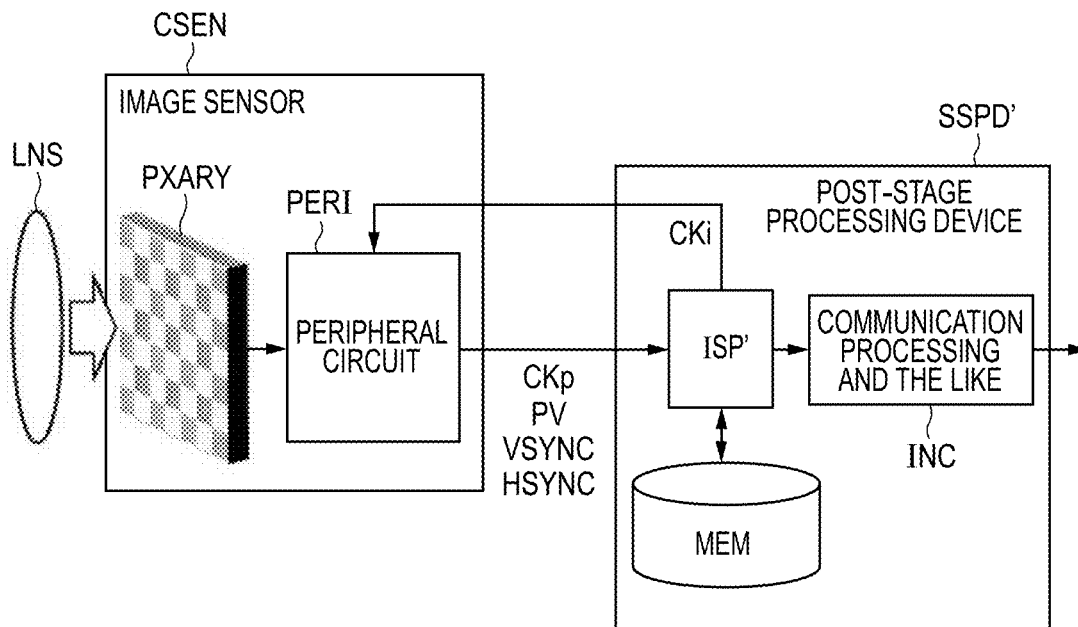 CSEN
IMAGE SENSOR
LNS
PXARY
PERI
PERIPHERAL
CIRCUIT
CKp
PV
VSYNC
HSYNC
SSPD'
POST-STAGE
PROCESSING DEVICE
CKi
ISP'
COMMUNICATION
PROCESSING
AND THE LIKE
INC
MEM